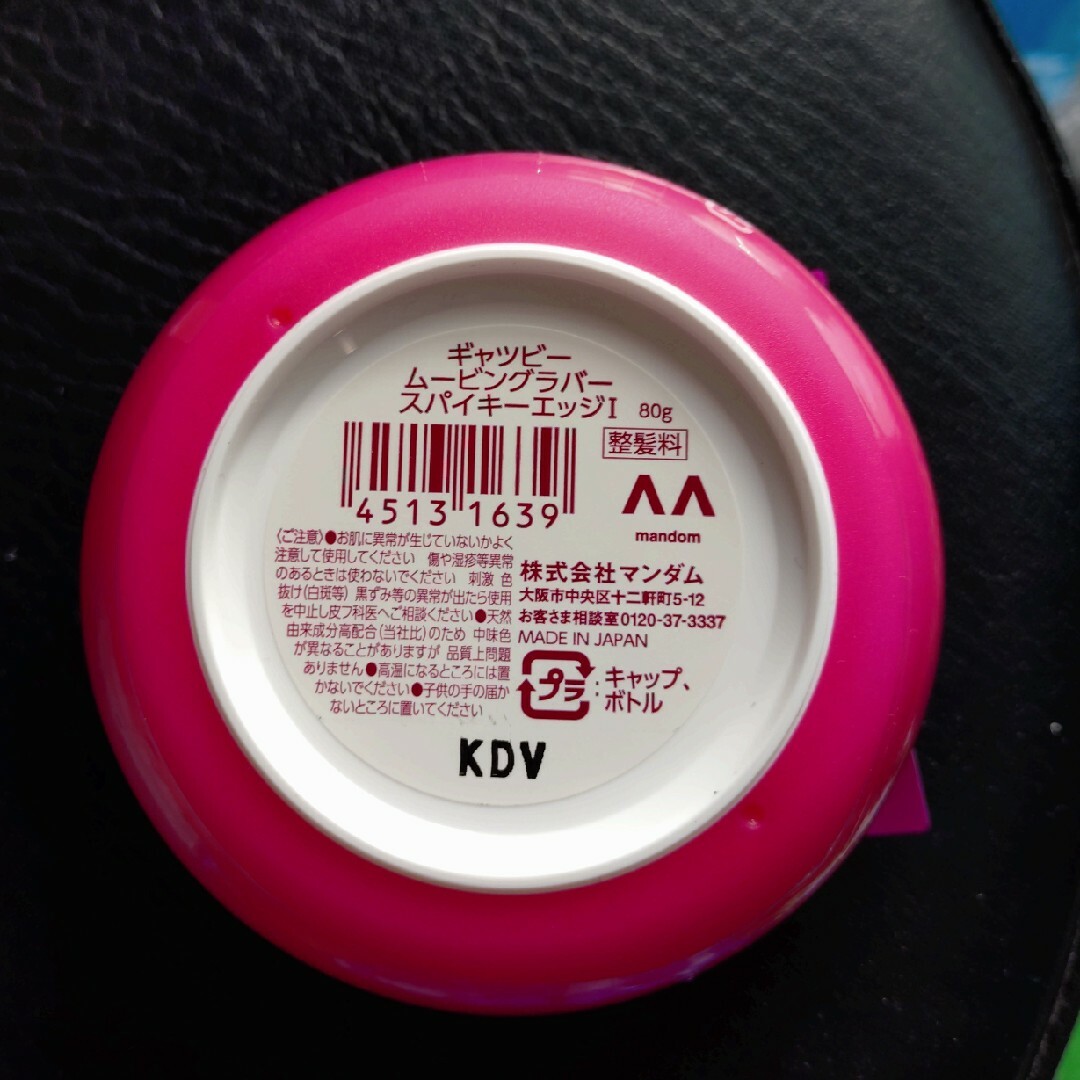 ギャツビー
ムービングラバー
スパイキーエッジI 80g
整髪料
4513 1639
mandom
〈ご注意〉●お肌に異常が生じていないかよく
注意して使用してください 傷や湿疹等異常
のあるときは使わないでください 刺激 色
抜け(白斑等) 黒ずみ等の異常が出たら使用
を中止し皮フ科医へご相談ください●天然
由来成分高配合(当社比)のため 中味色
が異なることがありますが 品質上問題
ありません●高温になるところには置
かないでください●子供の手の届か
ないところに置いてください
株式会社マンダム
大阪市中央区十二軒町5-12
お客さま相談室0120-37-3337
MADE IN JAPAN
プラ:キャップ、
ボトル
KDV